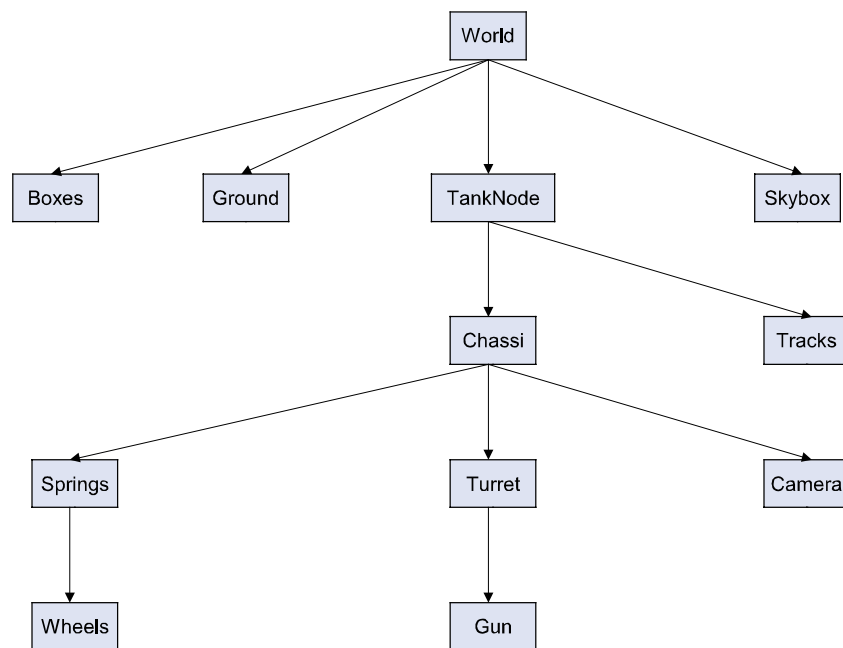 World
Boxes
Ground
TankNode
Skybox
Chassi
Tracks
Springs
Turret
Camera
Wheels
Gun